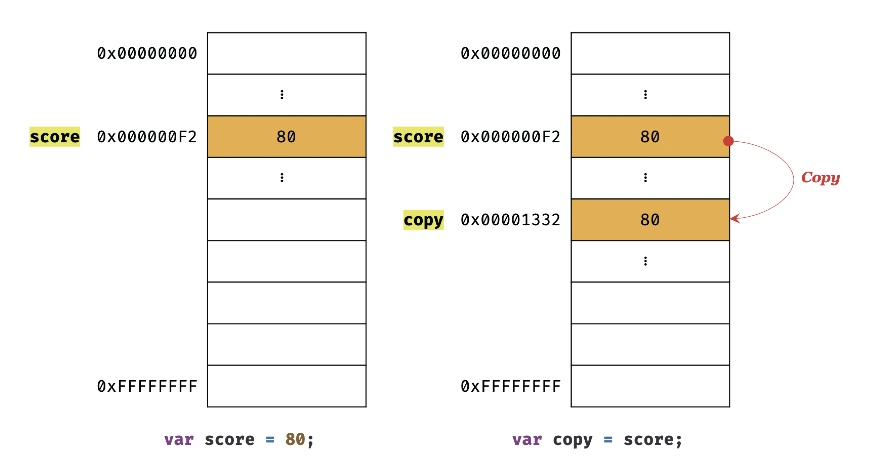 0x00000000
⋮
score 0x000000F2 80
⋮
0xFFFFFFFF
var score = 80;
0x00000000
⋮
score 0x000000F2 80
⋮
Copy
copy 0x00001332 80
⋮
0xFFFFFFFF
var copy = score;